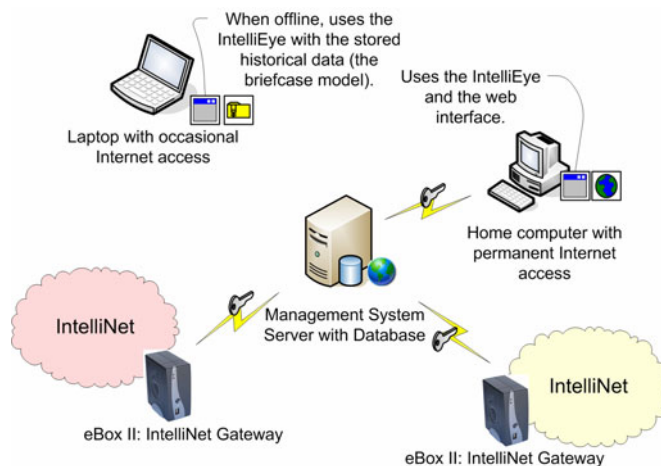 When offline, uses the
IntelliEye with the stored
historical data (the
briefcase model).
Laptop with occasional
Internet access
Uses the IntelliEye
and the web
interface.
Home computer with
permanent Internet
access
Management System
Server with Database
IntelliNet
eBox II: IntelliNet Gateway
IntelliNet
eBox II: IntelliNet Gateway